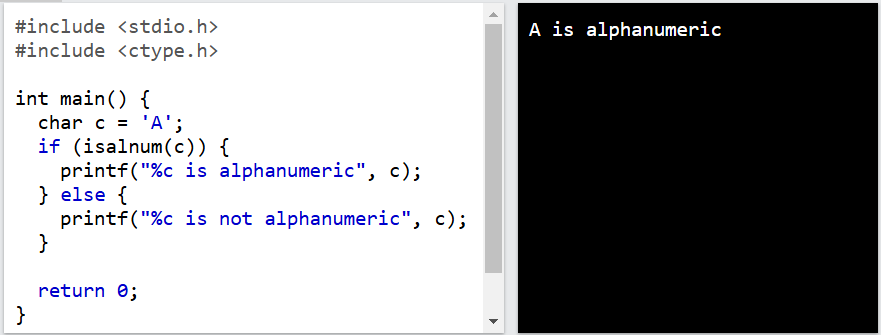 #include <stdio.h>
#include <ctype.h>

int main() {
  char c = 'A';
  if (isalnum(c)) {
    printf("%c is alphanumeric", c);
  } else {
    printf("%c is not alphanumeric", c);
  }

  return 0;
}
A is alphanumeric